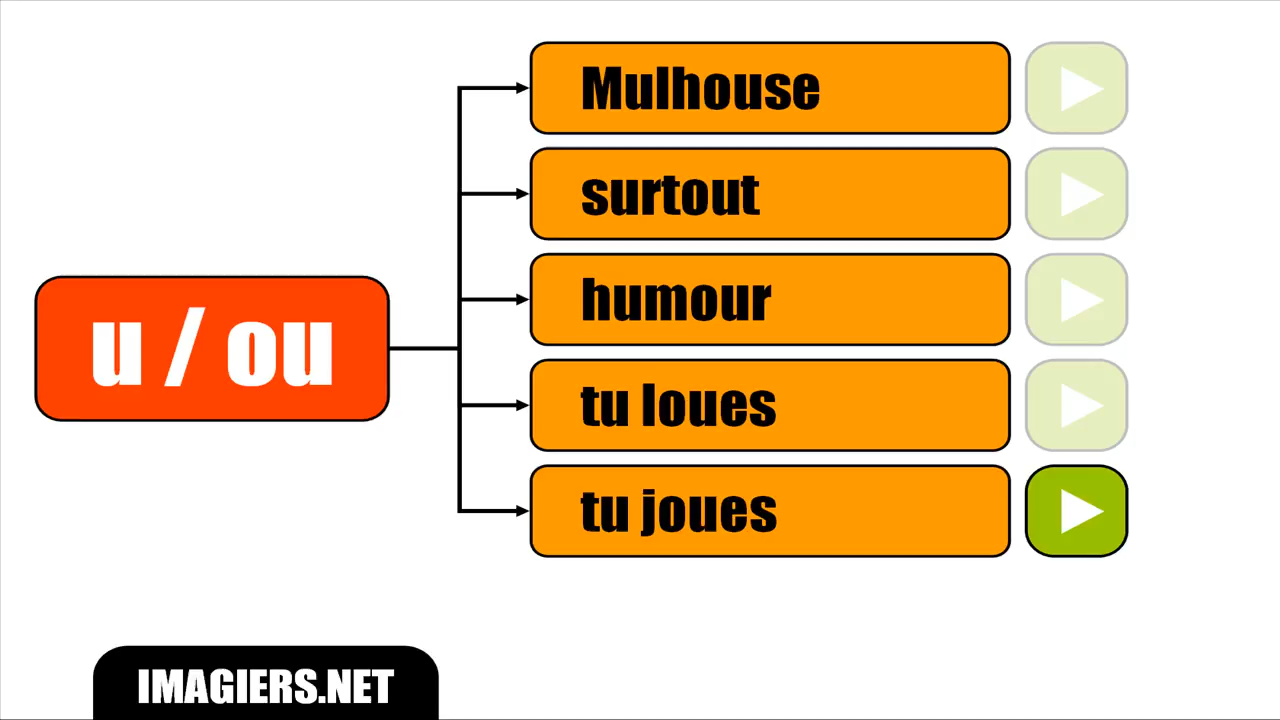 Mulhouse
surtout
humour
u / ou
tu loues
tu joues
IMAGIERS.NET